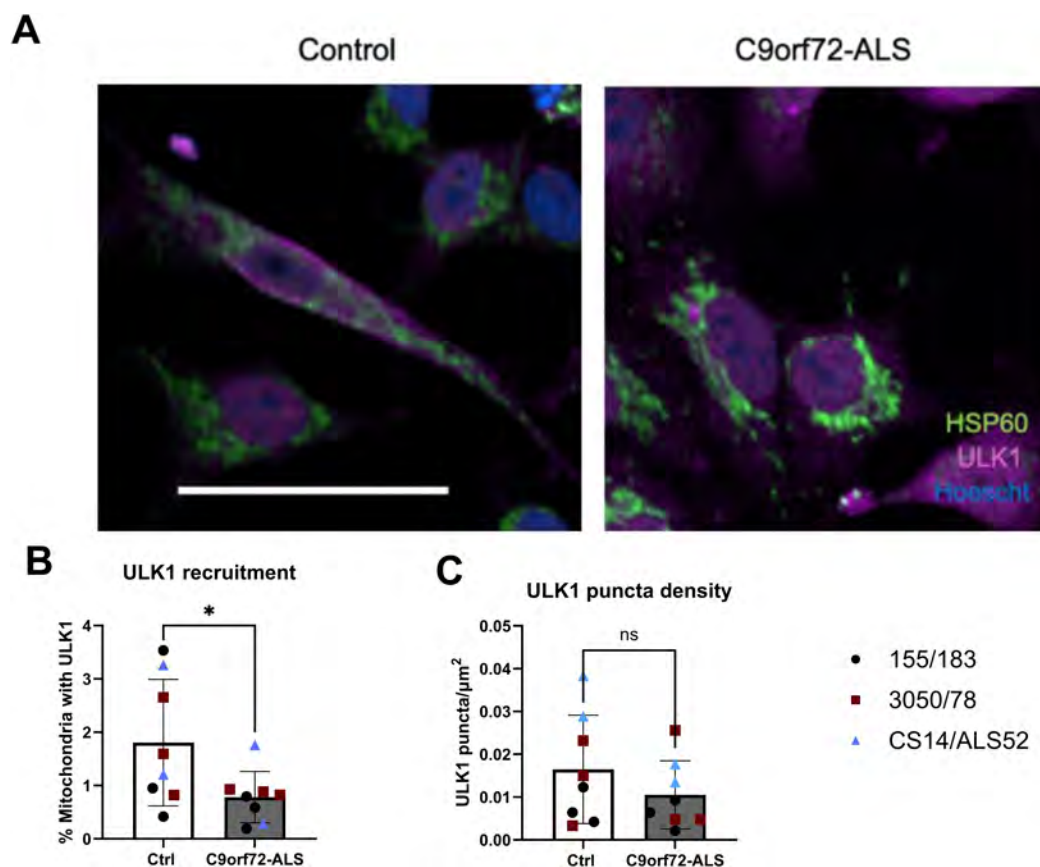 A
Control
C9orf72-ALS
HSP60
ULK1
Hoescht
B
ULK1 recruitment
*
% Mitochondria with ULK1
4
3
2
1
0
Ctrl
C9orf72-ALS
C
ULK1 puncta density
ns
ULK1 puncta/μm²
0.05
0.04
0.03
0.02
0.01
0.00
Ctrl
C9orf72-ALS
155/183
3050/78
CS14/ALS52